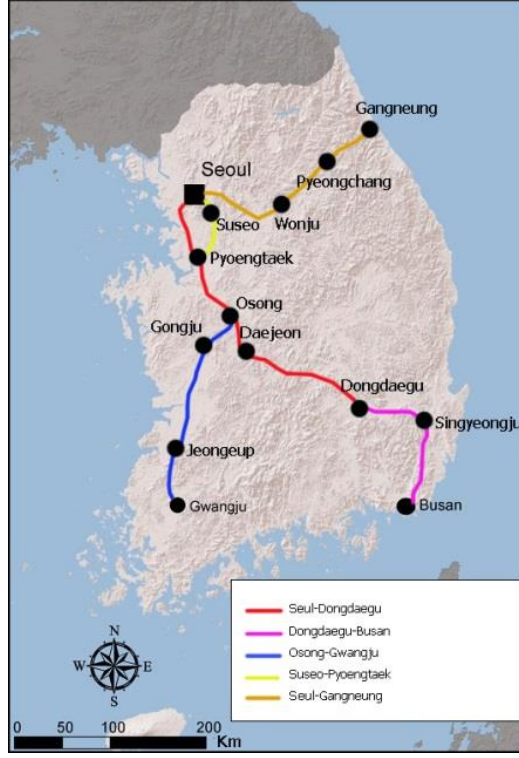 Gangneung
Pyeongchang
Seoul
Suseo
Wonju
Pyoengtaek
Osong
Gongju
Daejeon
Dongdaegu
Singyeongju
Jeongeup
Gwangju
Busan
Seul-Dongdaegu
Dongdaegu-Busan
Osong-Gwangju
Suseo-Pyoengtaek
Seul-Gangneung
N
W E
S
0 50 100 200
Km